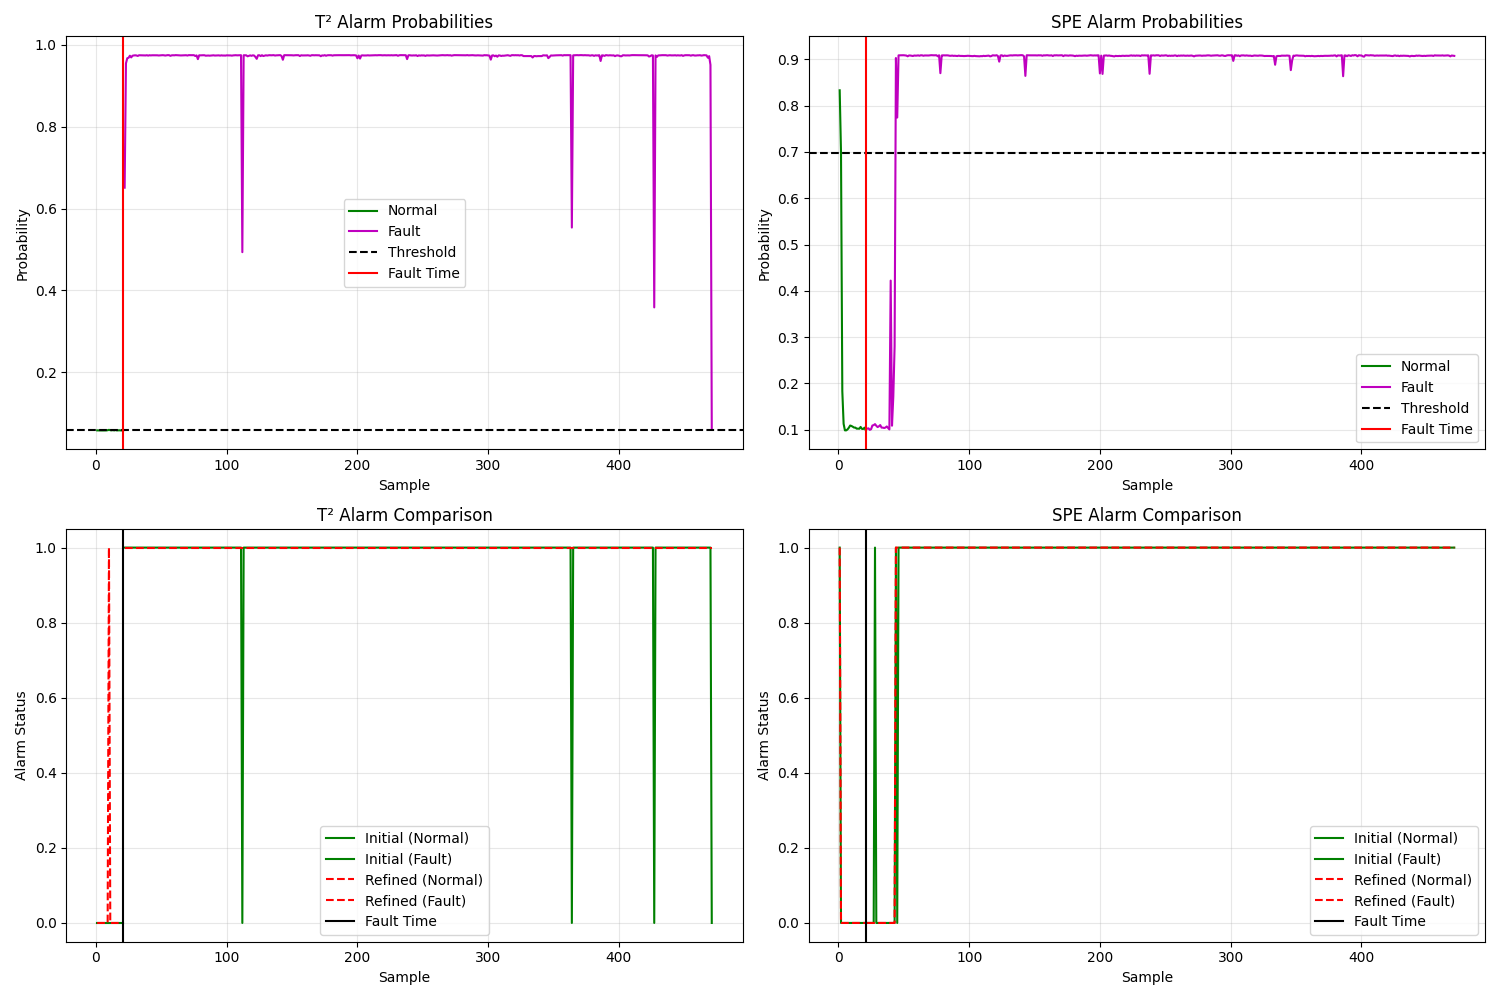 T² Alarm Probabilities
Probability
1.0
0.8
0.6
0.4
0.2
Normal
Fault
Threshold
Fault Time
0
100
200
300
400
Sample
SPE Alarm Probabilities
Probability
0.9
0.8
0.7
0.6
0.5
0.4
0.3
0.2
0.1
Normal
Fault
Threshold
Fault Time
0
100
200
300
400
Sample
T² Alarm Comparison
Alarm Status
1.0
0.8
0.6
0.4
0.2
0.0
Initial (Normal)
Initial (Fault)
Refined (Normal)
Refined (Fault)
Fault Time
0
100
200
300
400
Sample
SPE Alarm Comparison
Alarm Status
1.0
0.8
0.6
0.4
0.2
0.0
Initial (Normal)
Initial (Fault)
Refined (Normal)
Refined (Fault)
Fault Time
0
100
200
300
400
Sample